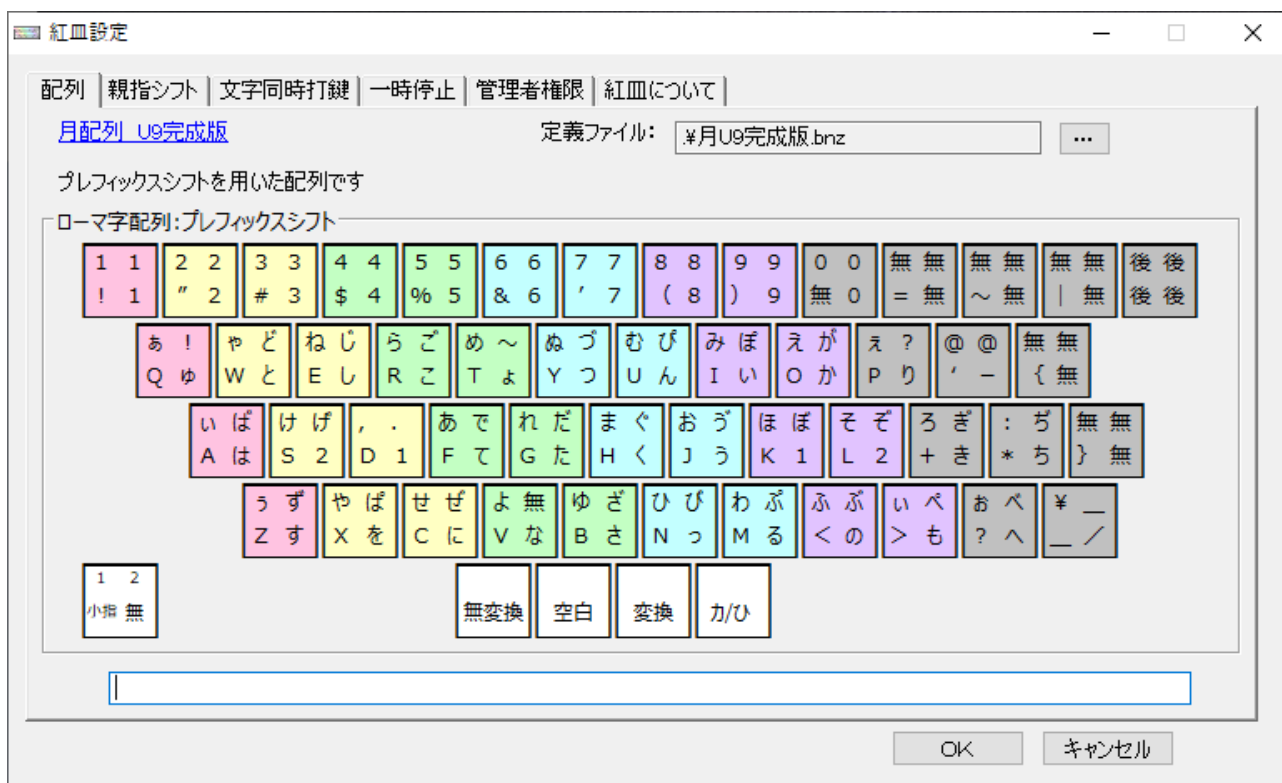 紅皿設定
配列 親指シフト 文字同時打鍵 一時停止 管理者権限 紅皿について
月配列 U9完成版 定義ファイル： .¥月U9完成版.bnz ...
プレフィックスシフトを用いた配列です
ローマ字配列:プレフィックスシフト
1 1 2 2 3 3 4 4 5 5 6 6 7 7 8 8 9 9 0 0 無 無 無 無 無 無 後 後
! 1 ” 2 # 3 $ 4 % 5 & 6 ’ 7 ( 8 ) 9 無 0 = 無 ～ 無 | 無 後 後
ぁ ! ゃ ど ね じ ら ご め ～ ぬ づ む ぴ み ぽ え が ぇ ? @ @ 無 無
Q ゅ W と E し R こ T ょ Y つ U ん I い O か P り ‘ － { 無
い ば け げ , . あ で れ だ ま ぐ お ゔ ほ ぼ そ ぞ ろ ぎ : ぢ 無 無
A は S 2 D 1 F て G た H く J う K 1 L 2 + き * ち } 無
ぅ ず や ぱ せ ぜ よ 無 ゆ ざ ひ び わ ぷ ふ ぶ ぃ ぺ ぉ べ ¥ ＿
Z す X を C に V な B さ N っ M る < の > も ? へ ＿ ／
1 2
小指 無 無変換 空白 変換 カ/ひ
OK キャンセル